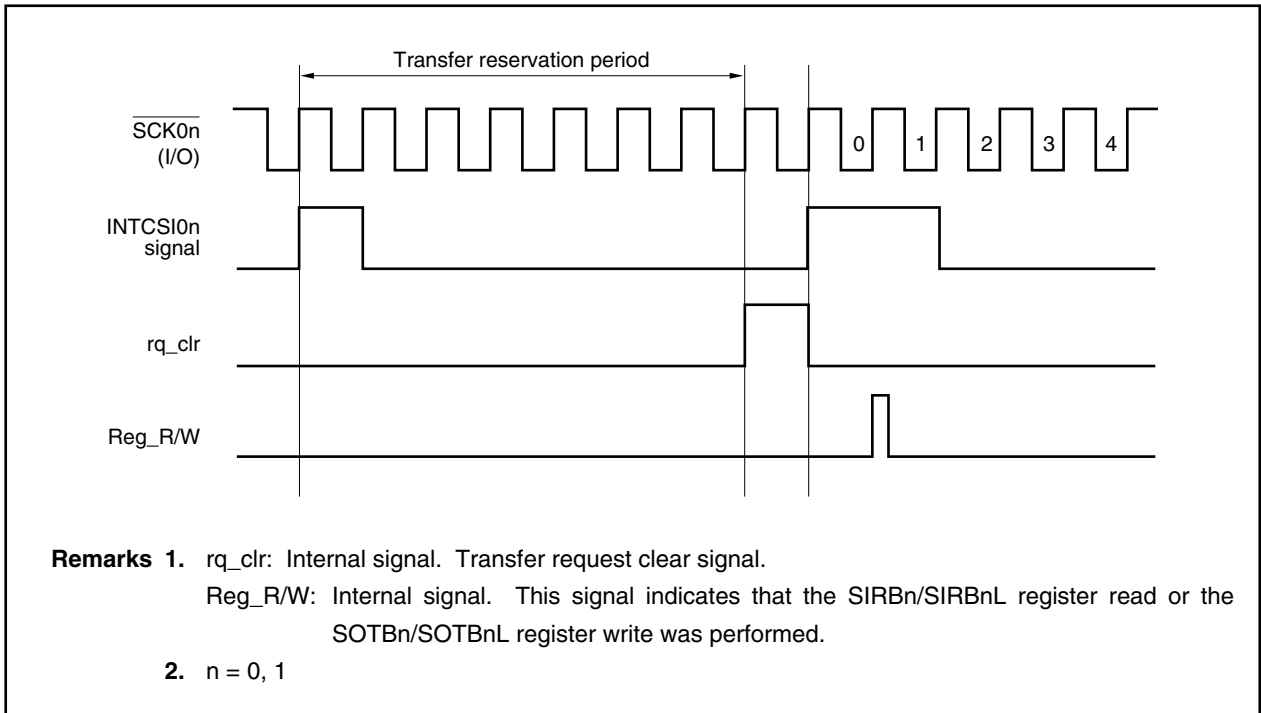 Transfer reservation period
SCK0n
(I/O)
0 1 2 3 4
INTCSI0n
signal
rq_clr
Reg_R/W
Remarks 1. rq_clr: Internal signal. Transfer request clear signal.
Reg_R/W: Internal signal. This signal indicates that the SIRBn/SIRBnL register read or the
SOTBn/SOTBnL register write was performed.
2. n = 0, 1